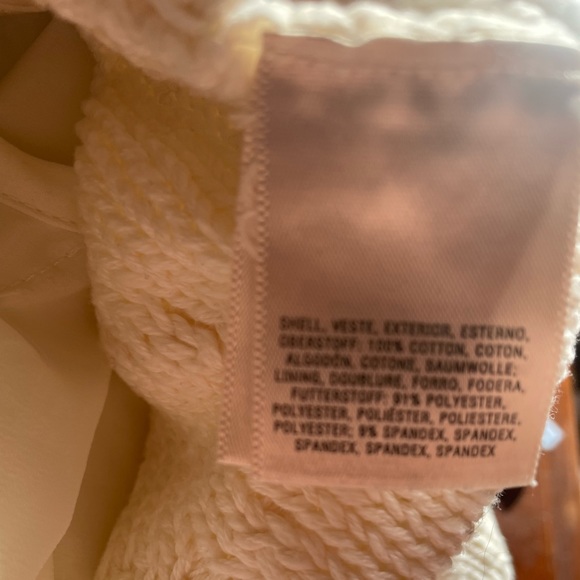 SHELL, VESTE, EXTERIOR, ESTERNO,
OBERSTOFF: 100% COTTON, COTON,
ALGODÓN, COTONE, BAUMWOLLE;
LINING, DOUBLURE, FORRO, FODERA,
FUTTERSTOFF: 91% POLYESTER,
POLYESTER, POLIÉSTER, POLIESTERE,
POLYESTER; 9% SPANDEX, SPANDEX,
SPANDEX, SPANDEX, SPANDEX